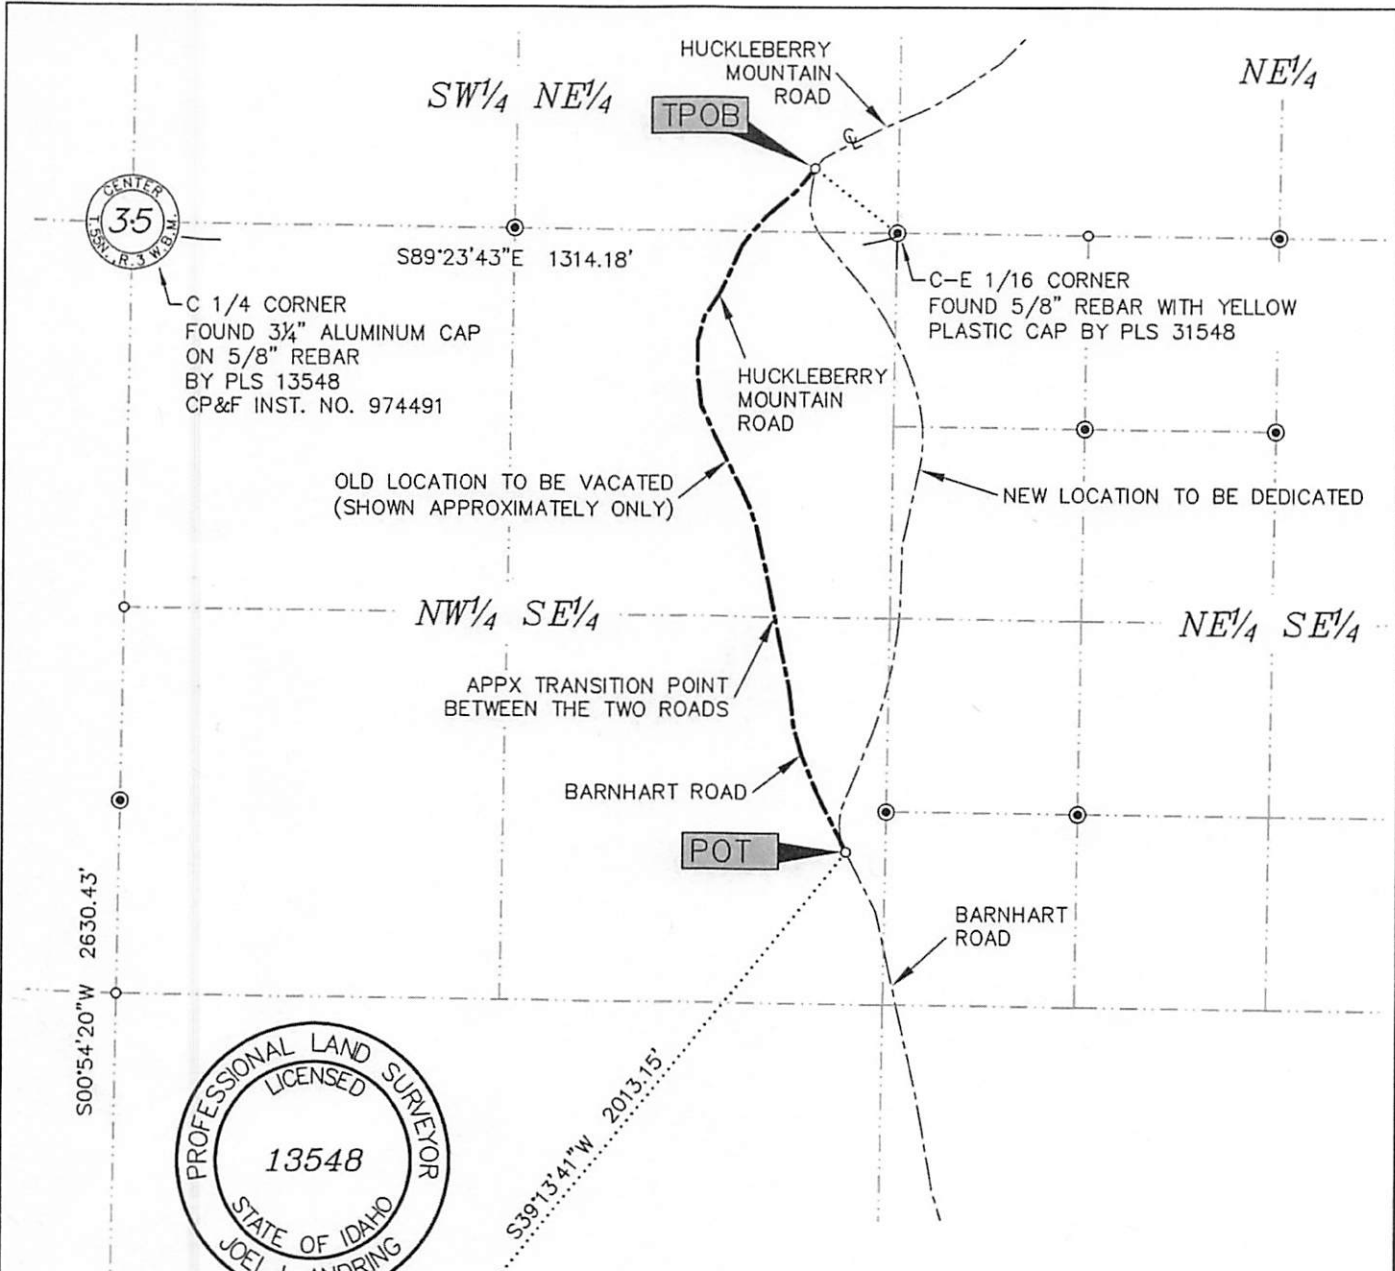 HUCKLEBERRY
MOUNTAIN
ROAD
SW¼ NE¼
NE¼
TPOB
℄
CENTER
35
T.55N., R.3 W.B.M.
S89°23'43"E 1314.18'
C 1/4 CORNER
FOUND 3¼" ALUMINUM CAP
ON 5/8" REBAR
BY PLS 13548
CP&F INST. NO. 974491
C-E 1/16 CORNER
FOUND 5/8" REBAR WITH YELLOW
PLASTIC CAP BY PLS 31548
HUCKLEBERRY
MOUNTAIN
ROAD
OLD LOCATION TO BE VACATED
(SHOWN APPROXIMATELY ONLY)
NEW LOCATION TO BE DEDICATED
NW¼ SE¼
NE¼ SE¼
APPX TRANSITION POINT
BETWEEN THE TWO ROADS
BARNHART ROAD
POT
BARNHART
ROAD
S00°54'20"W 2630.43'
S39°13'41"W 2013.15'
PROFESSIONAL LAND SURVEYOR
LICENSED
13548
STATE OF IDAHO
JOEL